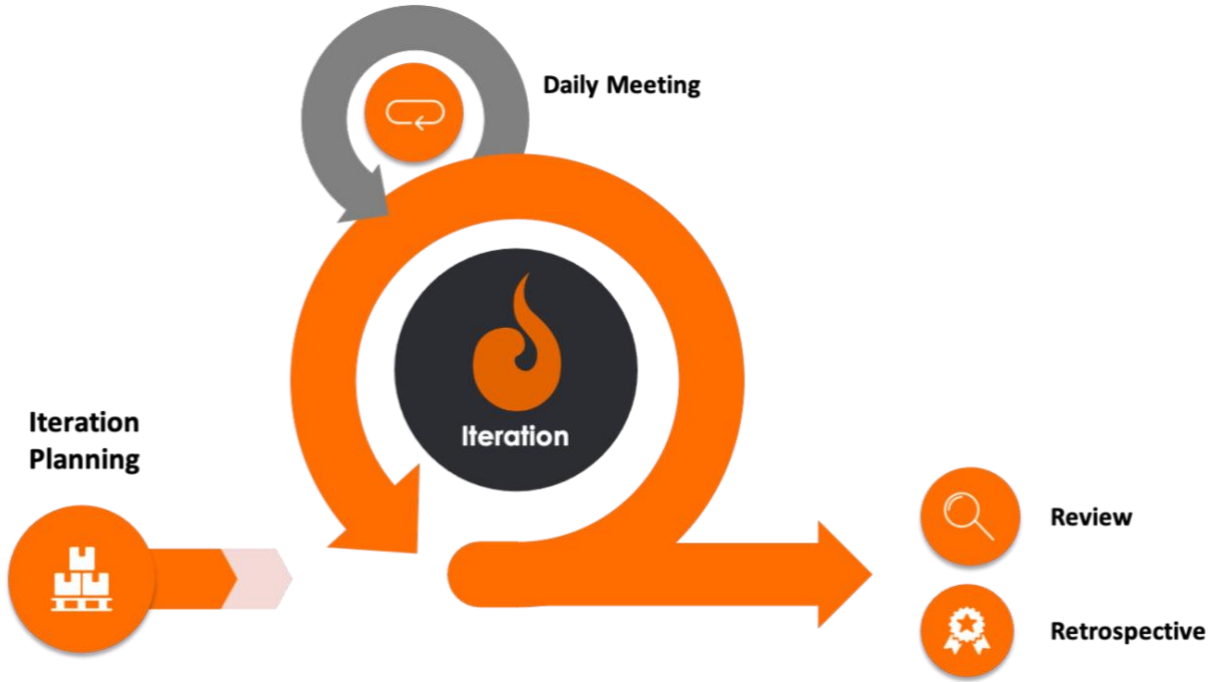 Daily Meeting
Iteration
Iteration
Planning
Review
Retrospective